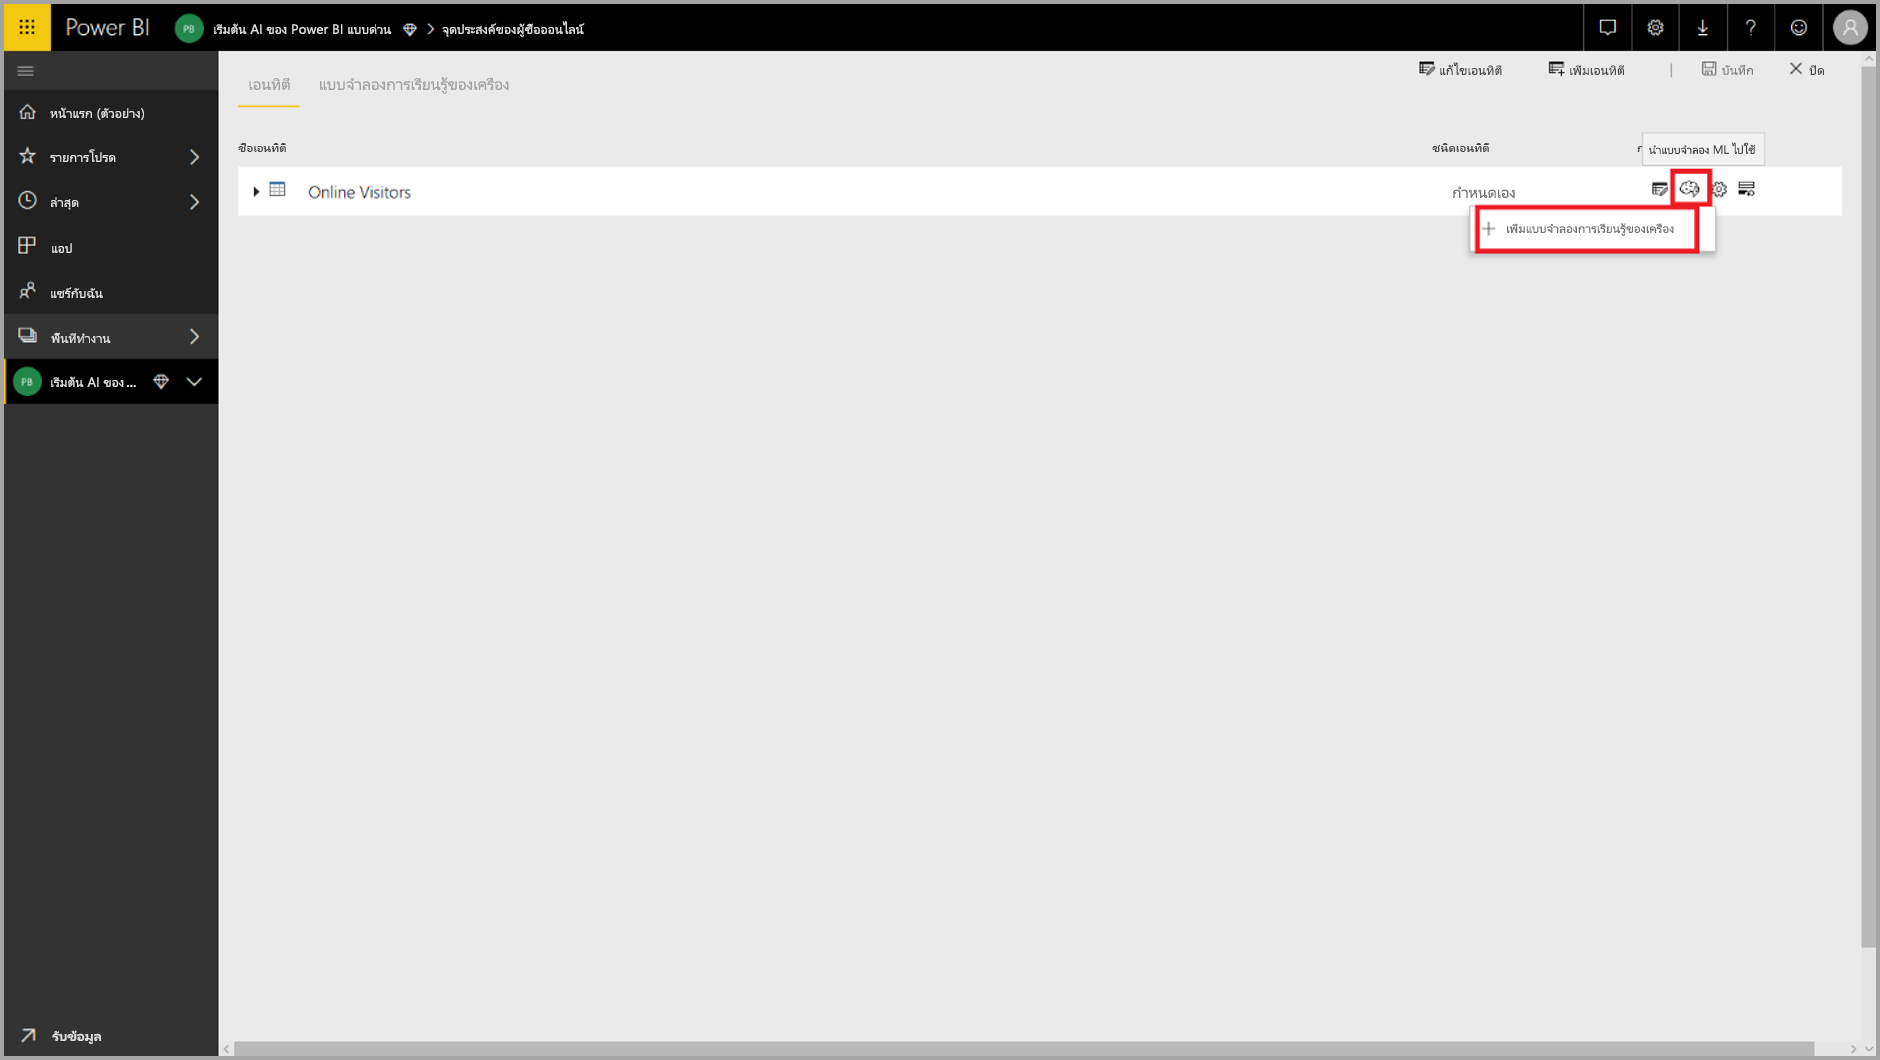 Power BI
PB
เริ่มต้น AI ของ Power BI แบบด่วน
จุดประสงค์ของผู้ซื้อออนไลน์
เอนทิตี
แบบจำลองการเรียนรู้ของเครื่อง
แก้ไขเอนทิตี
เพิ่มเอนทิตี
บันทึก
ปิด
หน้าแรก (ตัวอย่าง)
รายการโปรด
ล่าสุด
แอป
แชร์กับฉัน
พื้นที่ทำงาน
PB
เริ่มต้น AI ของ ...
ชื่อเอนทิตี
ชนิดเอนทิตี
นำแบบจำลอง ML ไปใช้
Online Visitors
กำหนดเอง
เพิ่มแบบจำลองการเรียนรู้ของเครื่อง
รับข้อมูล